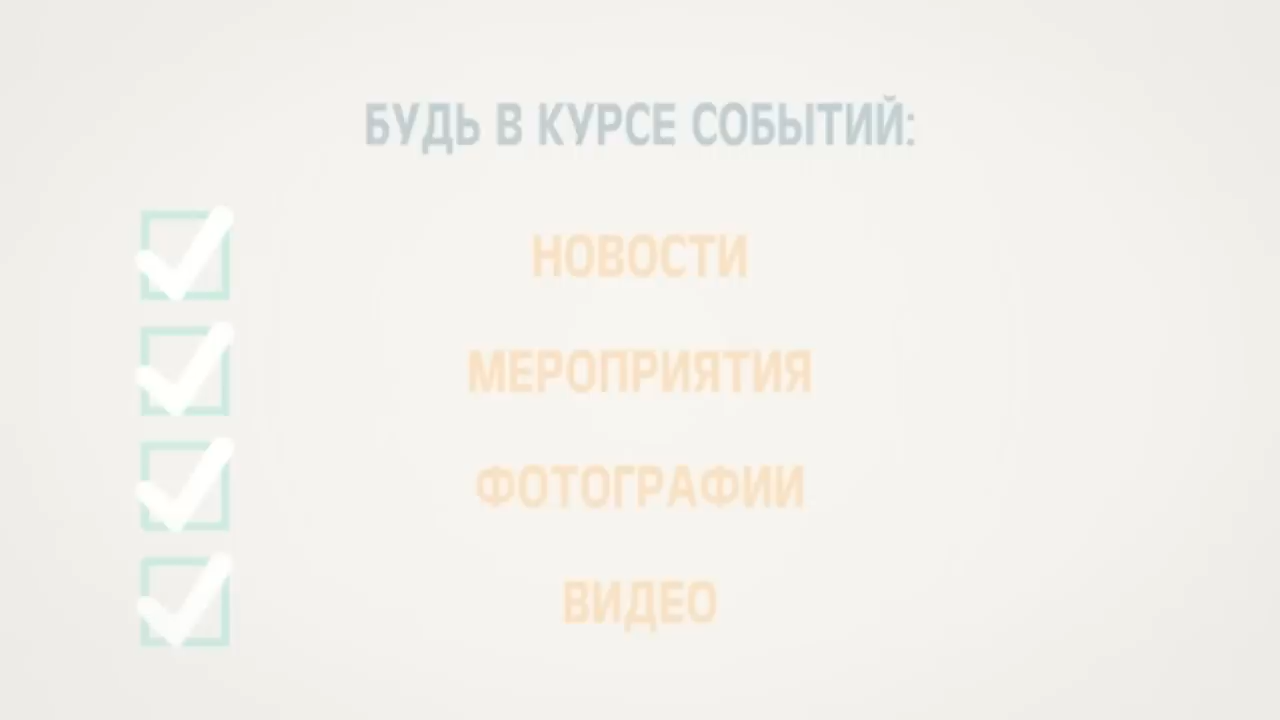 БУДЬ В КУРСЕ СОБЫТИЙ:
НОВОСТИ
МЕРОПРИЯТИЯ
ФОТОГРАФИИ
ВИДЕО